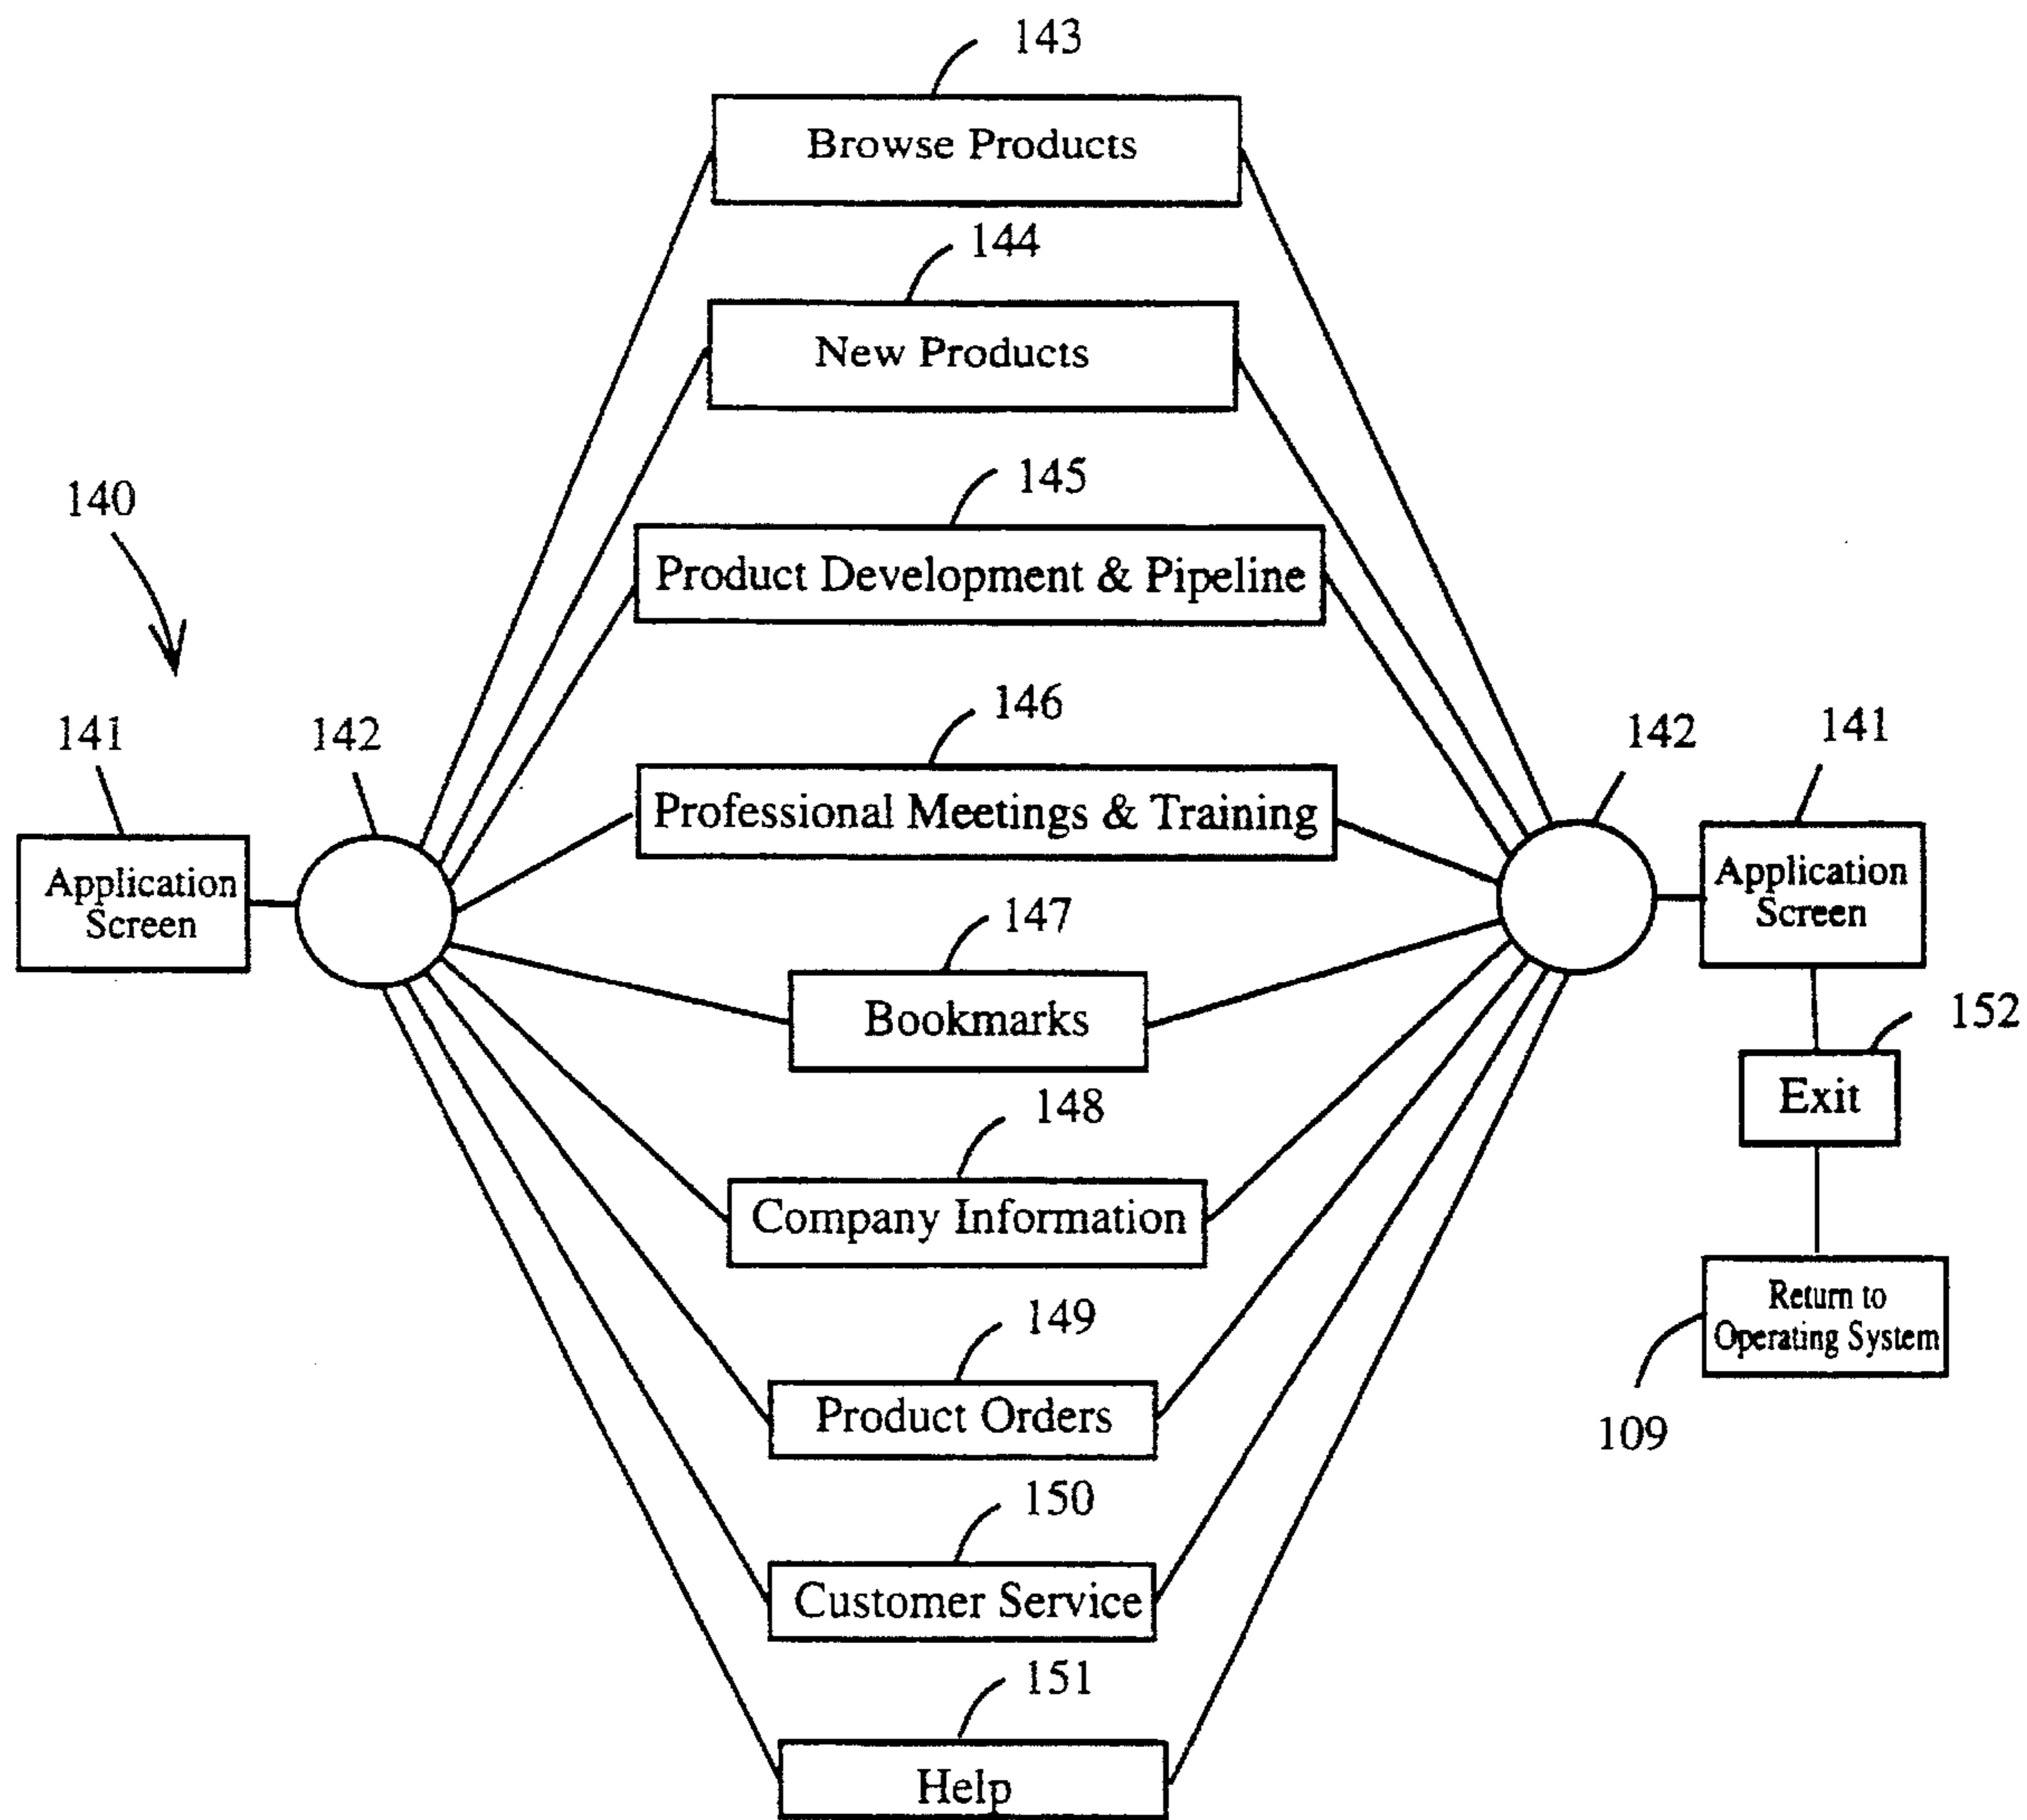 143
Browse Products
144
New Products
145
Product Development & Pipeline
140
146
Professional Meetings & Training
141
142
142
141
Application
Screen
Application
Screen
147
Bookmarks
152
Exit
148
Company Information
Return to
Operating System
149
Product Orders
109
150
Customer Service
151
Help